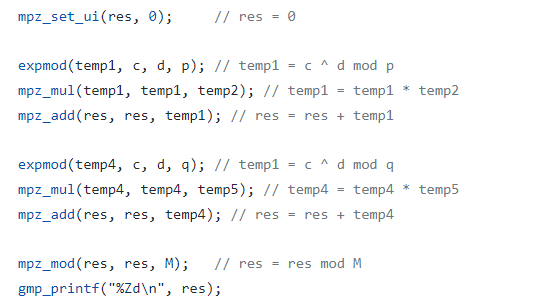 mpz_set_ui(res, 0);     // res = 0
expmod(temp1, c, d, p); // temp1 = c ^ d mod p
mpz_mul(temp1, temp1, temp2); // temp1 = temp1 * temp2
mpz_add(res, res, temp1); // res = res + temp1
expmod(temp4, c, d, q); // temp1 = c ^ d mod q
mpz_mul(temp4, temp4, temp5); // temp4 = temp4 * temp5
mpz_add(res, res, temp4); // res = res + temp4
mpz_mod(res, res, M);   // res = res mod M
gmp_printf("%Zd\n", res);